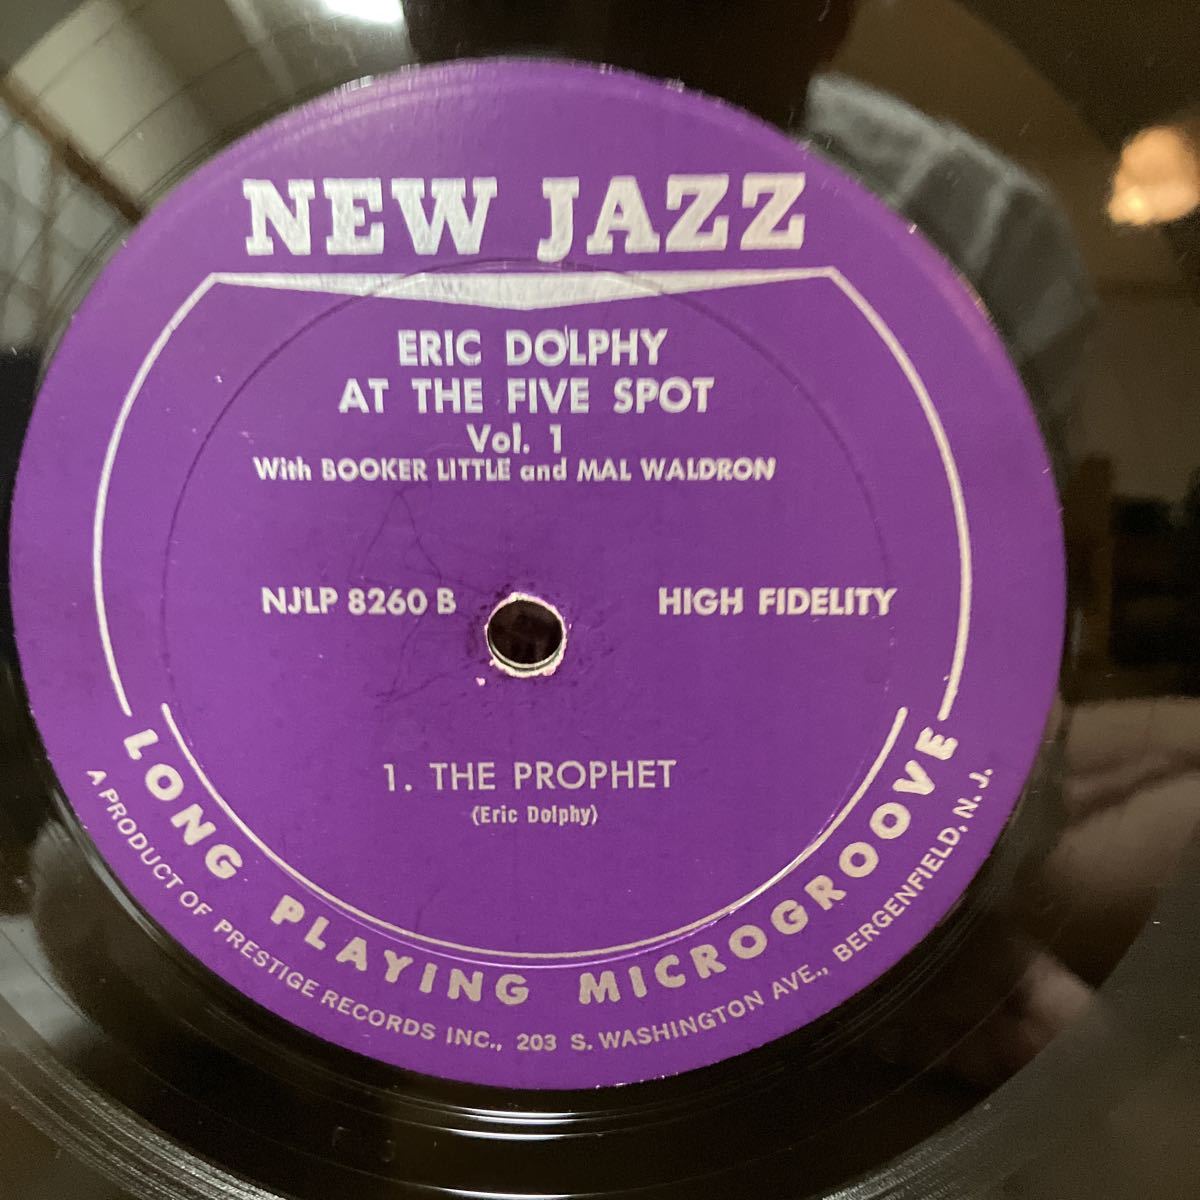 NEW JAZZ
ERIC DOLPHY
AT THE FIVE SPOT
Vol. 1
With BOOKER LITTLE and MAL WALDRON
NJLP 8260 B
HIGH FIDELITY
1. THE PROPHET
(Eric Dolphy)
LONG PLAYING MICROGROOVE
A PRODUCT OF PRESTIGE RECORDS INC., 203 S. WASHINGTON AVE., BERGENFIELD, N. J.